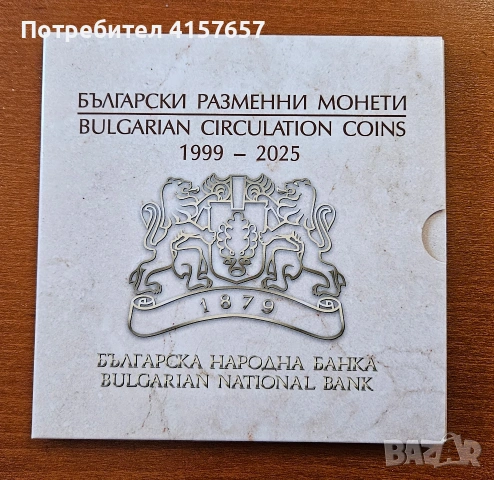 Потребител 4157657
БЪЛГАРСКИ РАЗМЕННИ МОНЕТИ
BULGARIAN CIRCULATION COINS
1999 – 2025
1879
БЪЛГАРСКА НАРОДНА БАНКА
BULGARIAN NATIONAL BANK
BAZAR